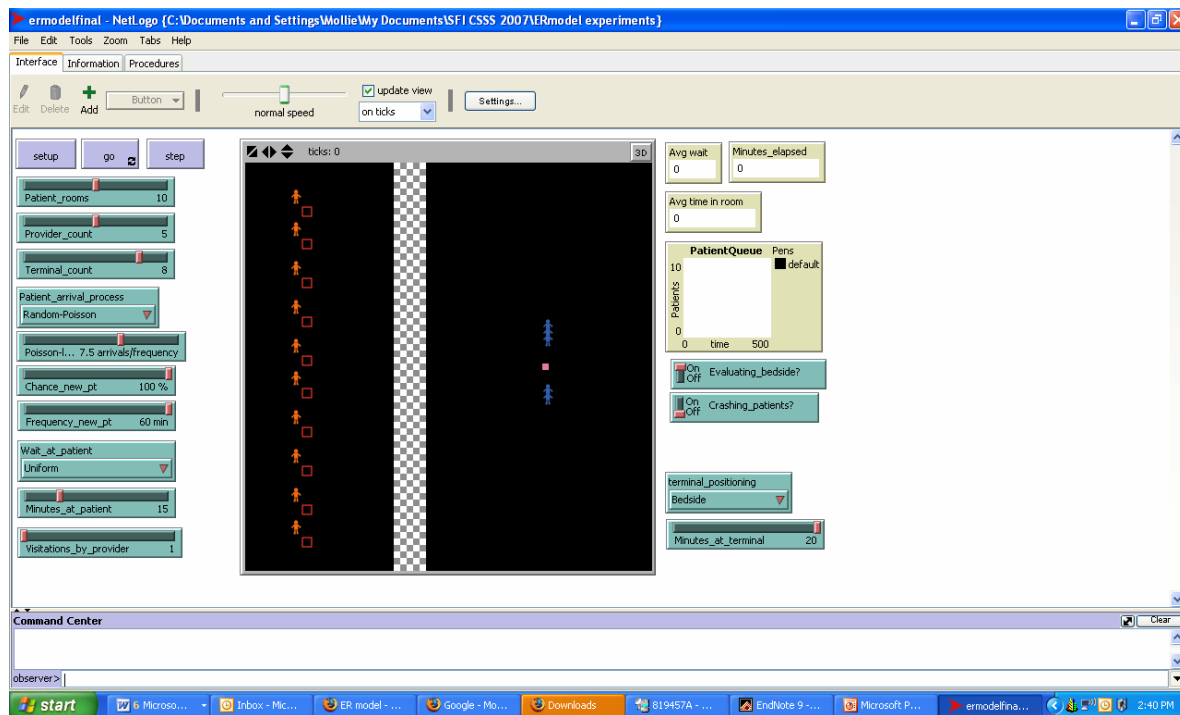 ermodelfinal - NetLogo {C:\Documents and Settings\Mollie\My Documents\SFI CSSS 2007\ERmodel experiments}
File Edit Tools Zoom Tabs Help
Interface Information Procedures
Edit Delete Add Button normal speed update view on ticks Settings...
setup go step
ticks: 0 3D
Patient_rooms 10
Provider_count 5
Terminal_count 8
Patient_arrival_process
Random-Poisson
Poisson-l... 7.5 arrivals/frequency
Chance_new_pt 100 %
Frequency_new_pt 60 min
Wait_at_patient
Uniform
Minutes_at_patient 15
Visitations_by_provider 1
Avg wait
0
Minutes_elapsed
0
Avg time in room
0
PatientQueue Pens
10 default
Patients
0
0 time 500
On
Off Evaluating_bedside?
On
Off Crashing_patients?
terminal_positioning
Bedside
Minutes_at_terminal 20
Command Center Clear
observer>
start 6 Microso... Inbox - Mic... ER model - ... Google - Mo... Downloads 819457A - ... EndNote 9 -... Microsoft P... ermodelfina... 2:40 PM